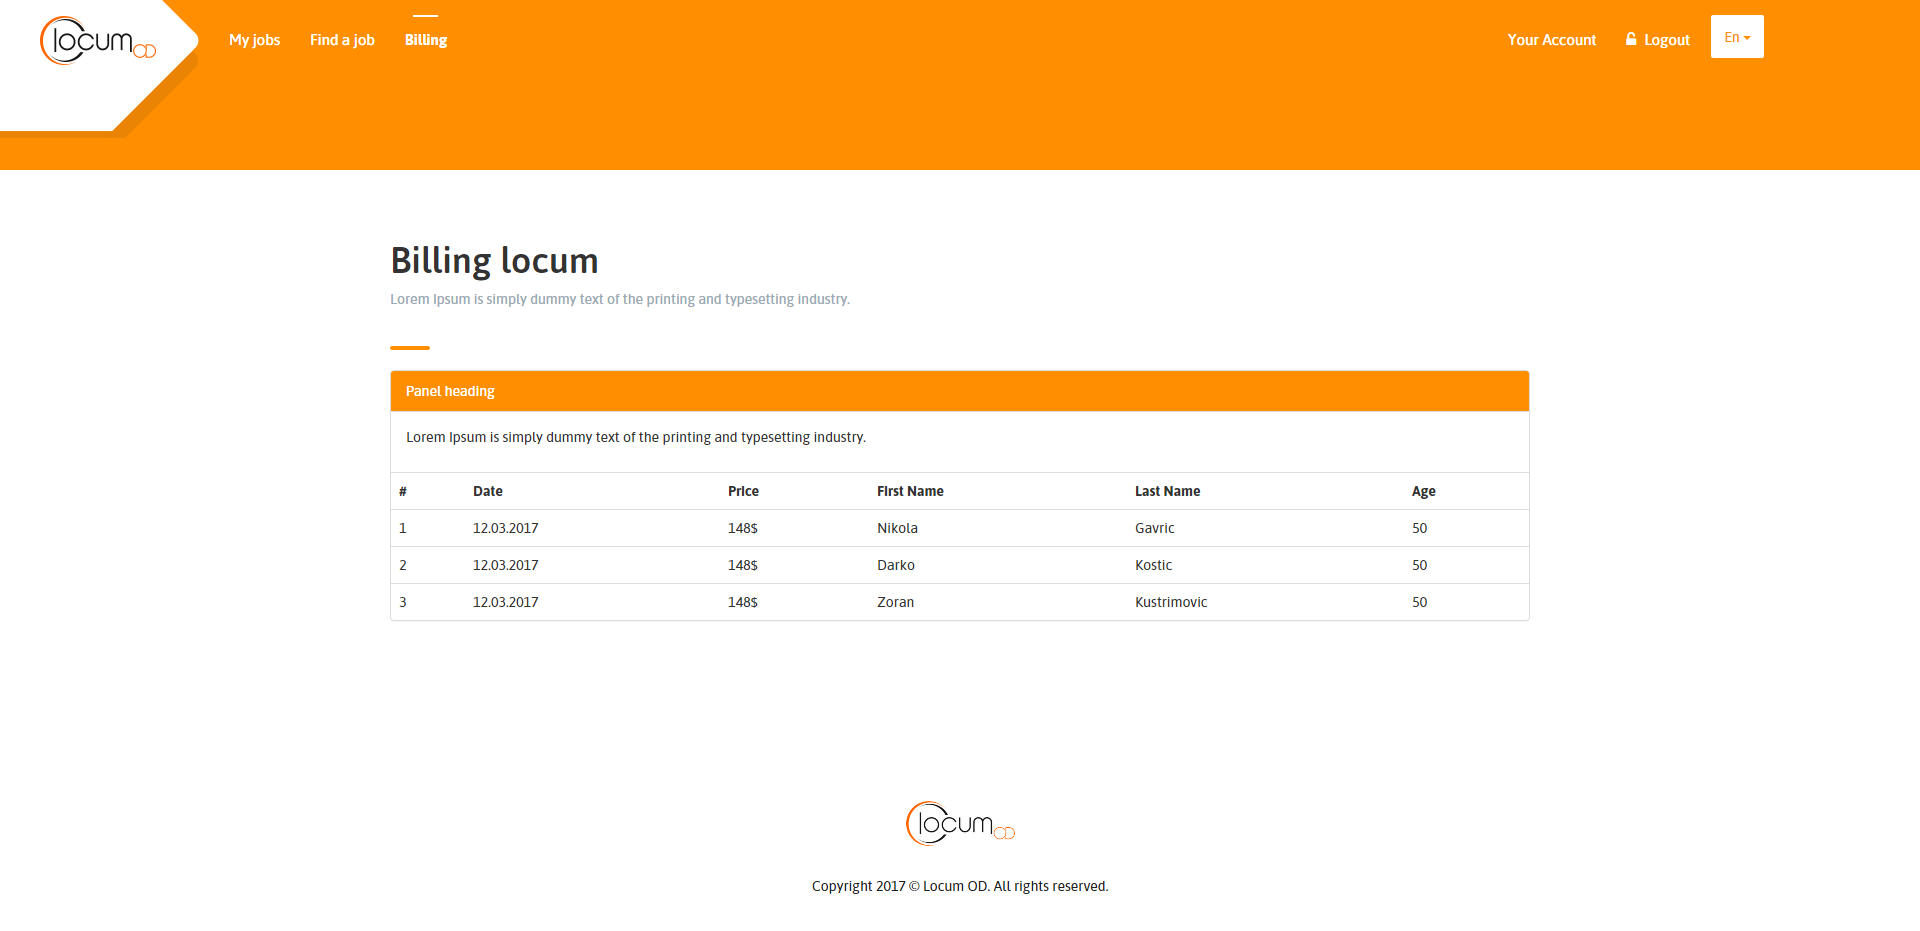 locum OD
My jobs Find a job Billing Your Account Logout En
Billing locum
Lorem Ipsum is simply dummy text of the printing and typesetting industry.
Panel heading
Lorem Ipsum is simply dummy text of the printing and typesetting industry.
# Date Price First Name Last Name Age
1 12.03.2017 148$ Nikola Gavric 50
2 12.03.2017 148$ Darko Kostic 50
3 12.03.2017 148$ Zoran Kustrimovic 50
locum OD
Copyright 2017 © Locum OD. All rights reserved.